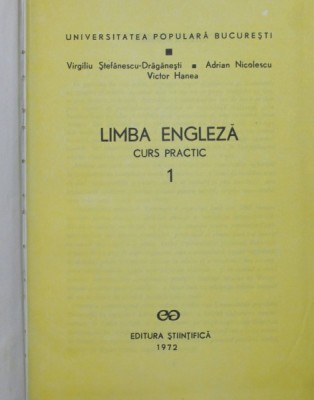 UNIVERSITATEA POPULARĂ BUCUREȘTI
Virgiliu Ștefănescu-Drăgănești ■ Adrian Nicolescu
Victor Hanea
LIMBA ENGLEZĂ
CURS PRACTIC
1
EDITURA ȘTIINȚIFICĂ
1972